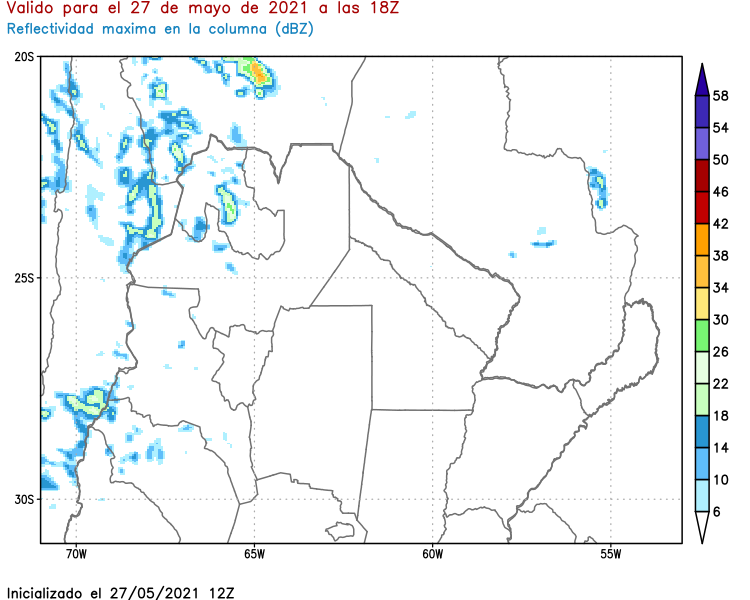 Valido para el 27 de mayo de 2021 a las 18Z
Reflectividad maxima en la columna (dBZ)
20S
25S
30S
70W
65W
60W
55W
58
54
50
46
42
38
34
30
26
22
18
14
10
6
Inicializado el 27/05/2021 12Z